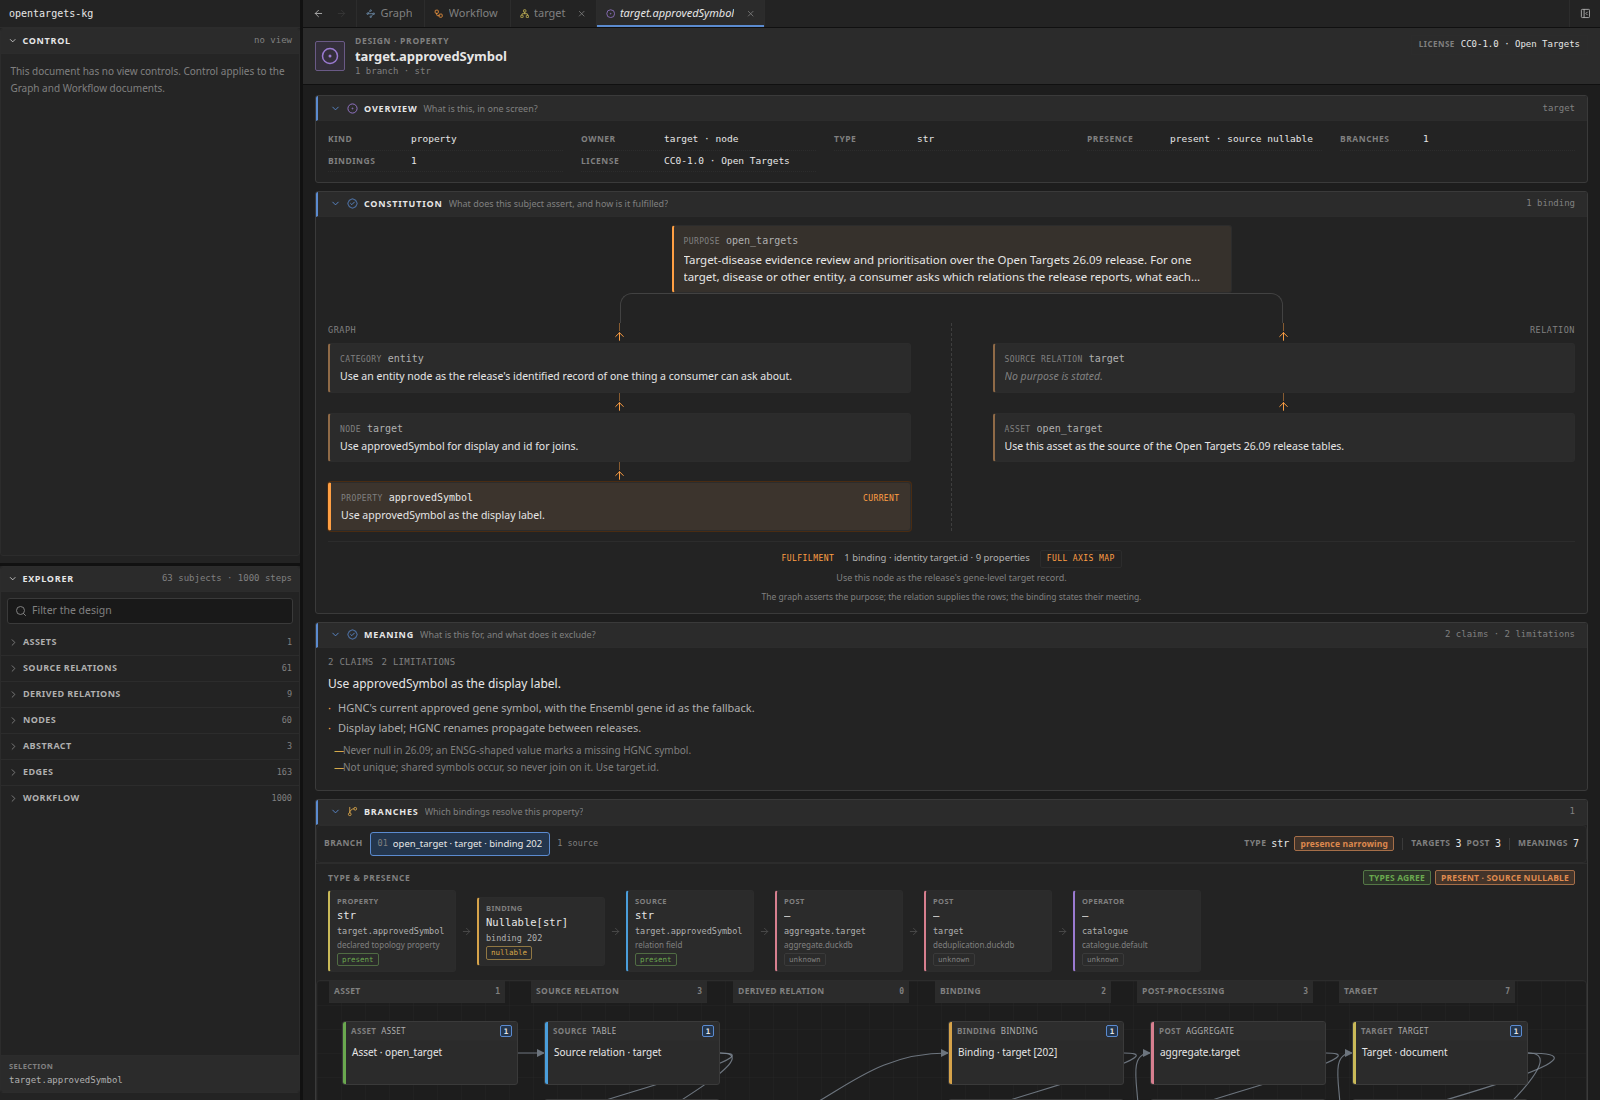 opentargets-kg
Graph
Workflow
target
target.approvedSymbol
CONTROL
no view
This document has no view controls. Control applies to the
Graph and Workflow documents.
DESIGN · PROPERTY
target.approvedSymbol
1 branch · str
LICENSE CC0-1.0 · Open Targets
OVERVIEW What is this, in one screen?
target
KIND property
OWNER target · node
TYPE str
PRESENCE present · source nullable
BRANCHES 1
BINDINGS 1
LICENSE CC0-1.0 · Open Targets
CONSTITUTION What does this subject assert, and how is it fulfilled?
1 binding
PURPOSE open_targets
Target-disease evidence review and prioritisation over the Open Targets 26.09 release. For one
target, disease or other entity, a consumer asks which relations the release reports, what each...
GRAPH
RELATION
CATEGORY entity
Use an entity node as the release's identified record of one thing a consumer can ask about.
SOURCE RELATION target
No purpose is stated.
NODE target
Use approvedSymbol for display and id for joins.
ASSET open_target
Use this asset as the source of the Open Targets 26.09 release tables.
PROPERTY approvedSymbol
CURRENT
Use approvedSymbol as the display label.
FULFILMENT 1 binding · identity target.id · 9 properties FULL AXIS MAP
Use this node as the release's gene-level target record.
The graph asserts the purpose; the relation supplies the rows; the binding states their meeting.
EXPLORER
63 subjects · 1000 steps
Filter the design
ASSETS 1
SOURCE RELATIONS 61
DERIVED RELATIONS 9
NODES 60
ABSTRACT 3
EDGES 163
WORKFLOW 1000
MEANING What is this for, and what does it exclude?
2 claims · 2 limitations
2 CLAIMS 2 LIMITATIONS
Use approvedSymbol as the display label.
· HGNC's current approved gene symbol, with the Ensembl gene id as the fallback.
· Display label; HGNC renames propagate between releases.
—Never null in 26.09; an ENSG-shaped value marks a missing HGNC symbol.
—Not unique; shared symbols occur, so never join on it. Use target.id.
BRANCHES Which bindings resolve this property?
1
BRANCH 01 open_target · target · binding 202 1 source
TYPE str presence narrowing TARGETS 3 POST 3 MEANINGS 7
TYPE & PRESENCE
TYPES AGREE PRESENT · SOURCE NULLABLE
PROPERTY
str
target.approvedSymbol
declared topology property
present
BINDING
Nullable[str]
binding 202
nullable
SOURCE
str
target.approvedSymbol
relation field
present
POST
—
aggregate.target
aggregate.duckdb
unknown
POST
—
target
deduplication.duckdb
unknown
OPERATOR
—
catalogue
catalogue.default
unknown
ASSET 1
SOURCE RELATION 3
DERIVED RELATION 0
BINDING 2
POST-PROCESSING 3
TARGET 7
ASSET ASSET 1
Asset · open_target
SOURCE TABLE 1
Source relation · target
BINDING BINDING 1
Binding · target [202]
POST AGGREGATE
aggregate.target
TARGET TARGET 1
Target · document
SELECTION
target.approvedSymbol